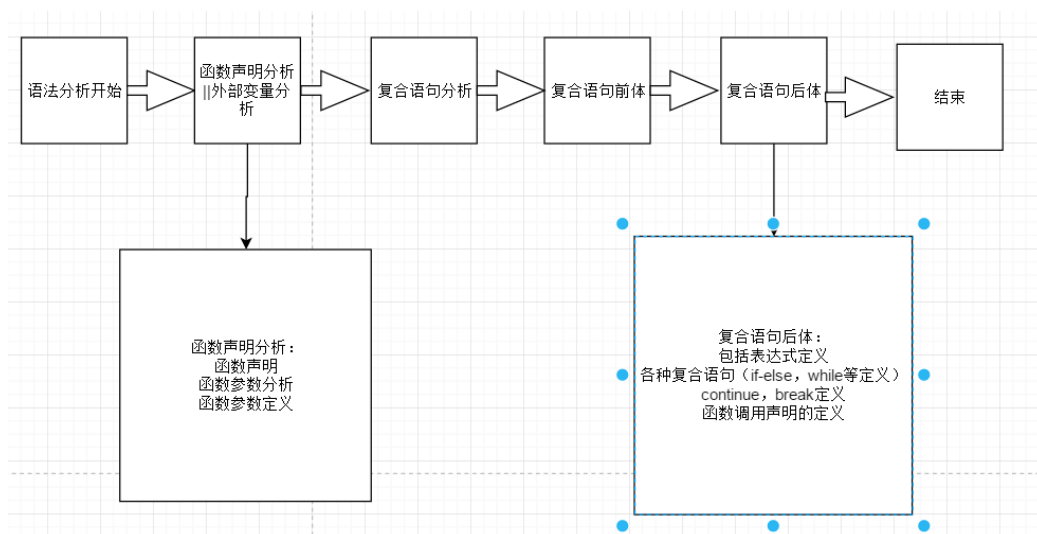 语法分析开始
函数声明分析
||外部变量分
析
复合语句分析
复合语句前体
复合语句后体
结束
函数声明分析：
函数声明
函数参数分析
函数参数定义
复合语句后体：
包括表达式定义
各种复合语句（if-else，while等定义）
continue，break定义
函数调用声明的定义